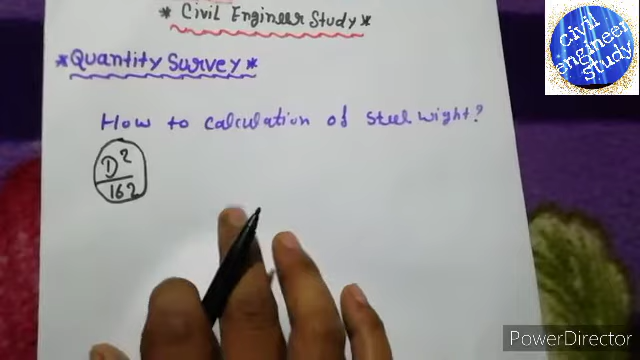 * Civil Engineer Study *
* Quantity Survey *
How to calculation of steel wight?
D²
162
civil
engineer
study
PowerDirector